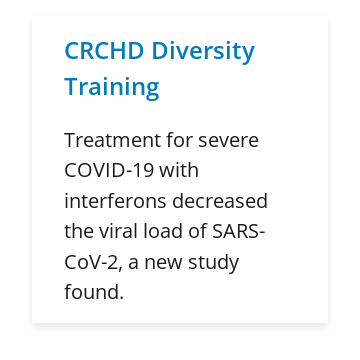 CRCHD Diversity
Training
Treatment for severe
COVID-19 with
interferons decreased
the viral load of SARS-
CoV-2, a new study
found.